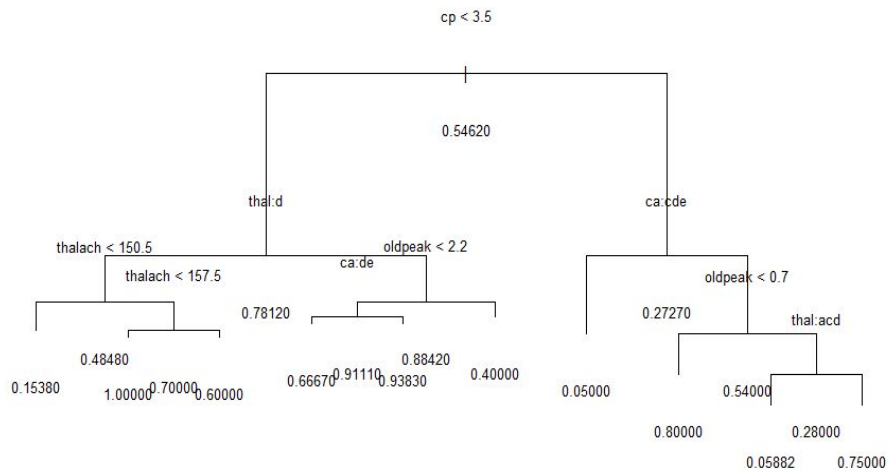 cp < 3.5
0.54620
thal:d
ca:cde
thalach < 150.5
oldpeak < 2.2
ca:de
thalach < 157.5
oldpeak < 0.7
0.78120
0.27270
thal:acd
0.48480
0.88420
0.91110
0.40000
0.15380
0.70000
0.66670
0.93830
1.00000
0.60000
0.05000
0.54000
0.80000
0.28000
0.05882
0.75000